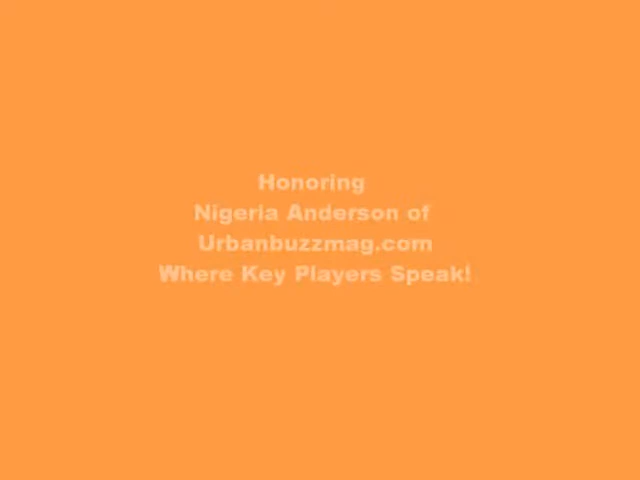 Honoring
Nigeria Anderson of
Urbanbuzzmag.com
Where Key Players Speak!